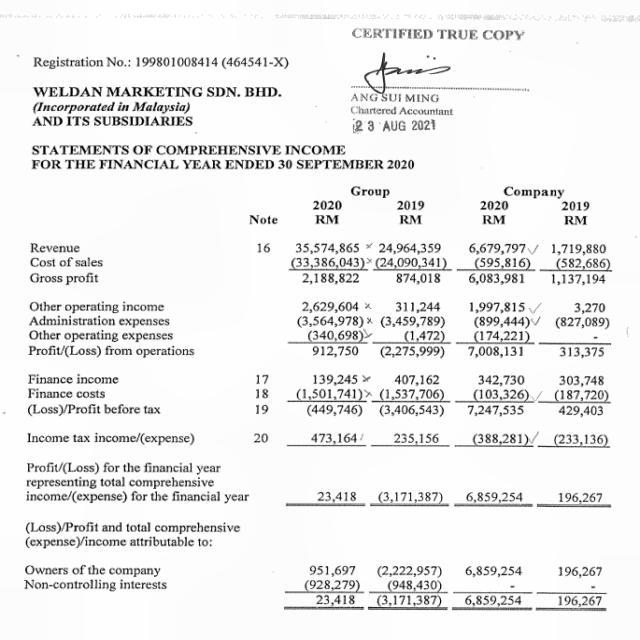 CERTIFIED TRUE COPY
Registration No.: 199801008414 (464541-X)
WELDAN MARKETING SDN. BHD.
(Incorporated in Malaysia)
AND ITS SUBSIDIARIES
ANG SUI MING
Chartered Accountant
23 AUG 2021
STATEMENTS OF COMPREHENSIVE INCOME
FOR THE FINANCIAL YEAR ENDED 30 SEPTEMBER 2020
Group Company
2020 2019 2020 2019
Note RM RM RM RM
Revenue 16 35,574,865 24,964,359 6,679,797 1,719,880
Cost of sales (33,386,043) (24,090,341) (595,816) (582,686)
Gross profit 2,188,822 874,018 6,083,981 1,137,194
Other operating income 2,629,604 311,244 1,997,815 3,270
Administration expenses (3,564,978) (3,459,789) (899,444) (827,089)
Other operating expenses (340,698) (1,472) (174,221) -
Profit/(Loss) from operations 912,750 (2,275,999) 7,008,131 313,375
Finance income 17 139,245 407,162 342,730 303,748
Finance costs 18 (1,501,741) (1,537,706) (103,326) (187,720)
(Loss)/Profit before tax 19 (449,746) (3,406,543) 7,247,535 429,403
Income tax income/(expense) 20 473,164 235,156 (388,281) (233,136)
Profit/(Loss) for the financial year
representing total comprehensive
income/(expense) for the financial year 23,418 (3,171,387) 6,859,254 196,267
(Loss)/Profit and total comprehensive
(expense)/income attributable to:
Owners of the company 951,697 (2,222,957) 6,859,254 196,267
Non-controlling interests (928,279) (948,430) - -
23,418 (3,171,387) 6,859,254 196,267